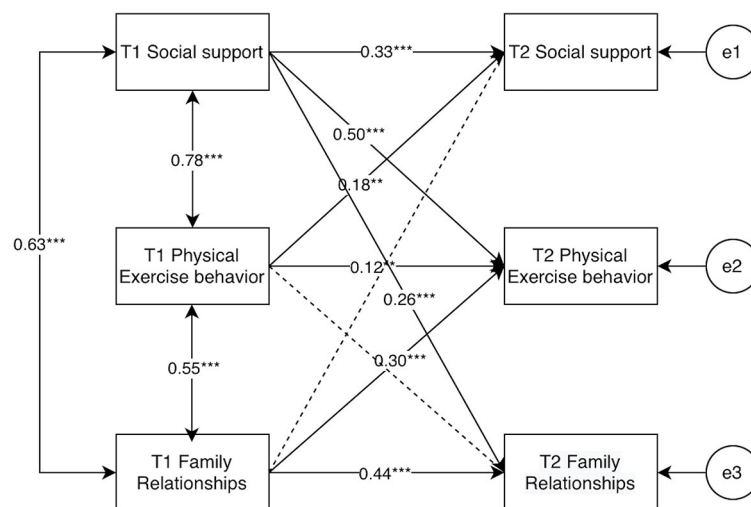 T1 Social support
0.33***
T2 Social support
e1
0.50***
0.78***
0.18**
0.63***
T1 Physical
Exercise behavior
0.12**
T2 Physical
Exercise behavior
e2
0.26***
0.55***
0.30***
T1 Family
Relationships
0.44***
T2 Family
Relationships
e3